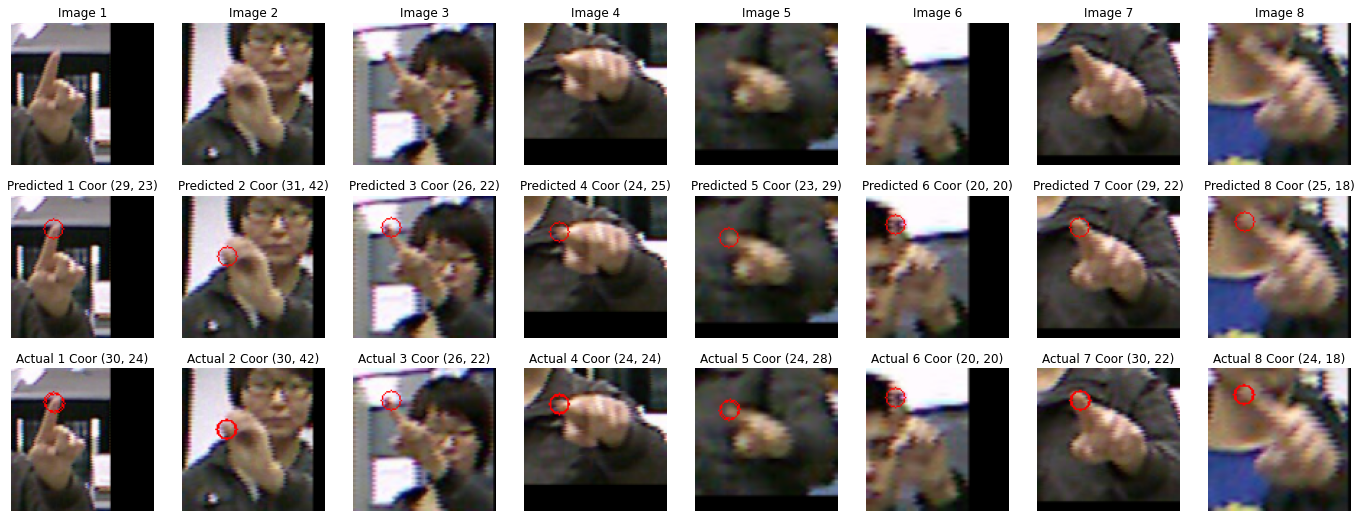 Image 1 Image 2 Image 3 Image 4 Image 5 Image 6 Image 7 Image 8
Predicted 1 Coor (29, 23) Predicted 2 Coor (31, 42) Predicted 3 Coor (26, 22) Predicted 4 Coor (24, 25) Predicted 5 Coor (23, 29) Predicted 6 Coor (20, 20) Predicted 7 Coor (29, 22) Predicted 8 Coor (25, 18)
Actual 1 Coor (30, 24) Actual 2 Coor (30, 42) Actual 3 Coor (26, 22) Actual 4 Coor (24, 24) Actual 5 Coor (24, 28) Actual 6 Coor (20, 20) Actual 7 Coor (30, 22) Actual 8 Coor (24, 18)